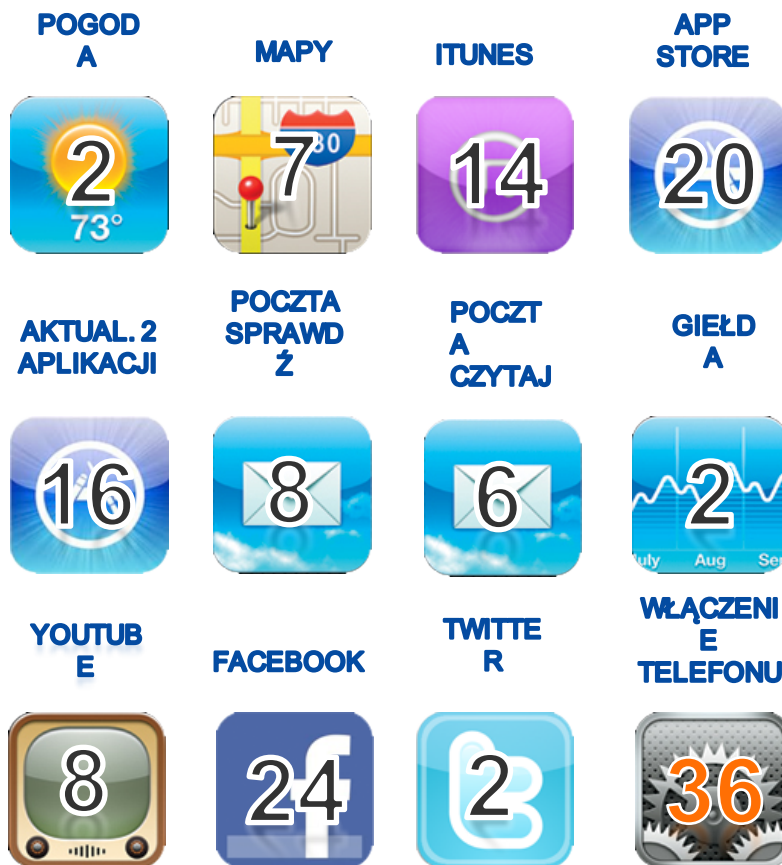 POGOD
A
MAPY
ITUNES
APP
STORE
2
73°
7
80
14
20
AKTUAL. 2
APLIKACJI
POCZTA
SPRAWD
Ź
POCZT
A
CZYTAJ
GIEŁD
A
16
8
6
2
July
Aug
Sep
YOUTUB
E
FACEBOOK
TWITTE
R
WŁĄCZENI
E
TELEFONU
8
24
2
36